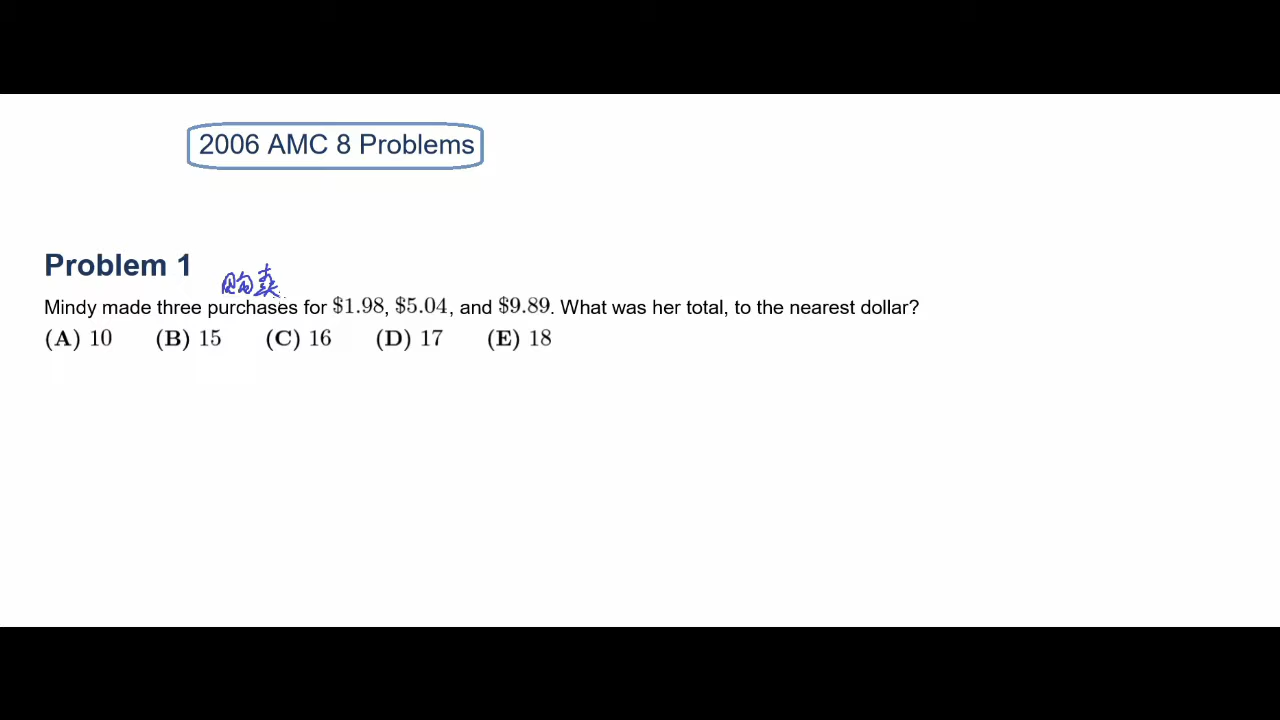 2006 AMC 8 Problems
Problem 1
购卖
Mindy made three purchases for $1.98, $5.04, and $9.89. What was her total, to the nearest dollar?
(A) 10 (B) 15 (C) 16 (D) 17 (E) 18